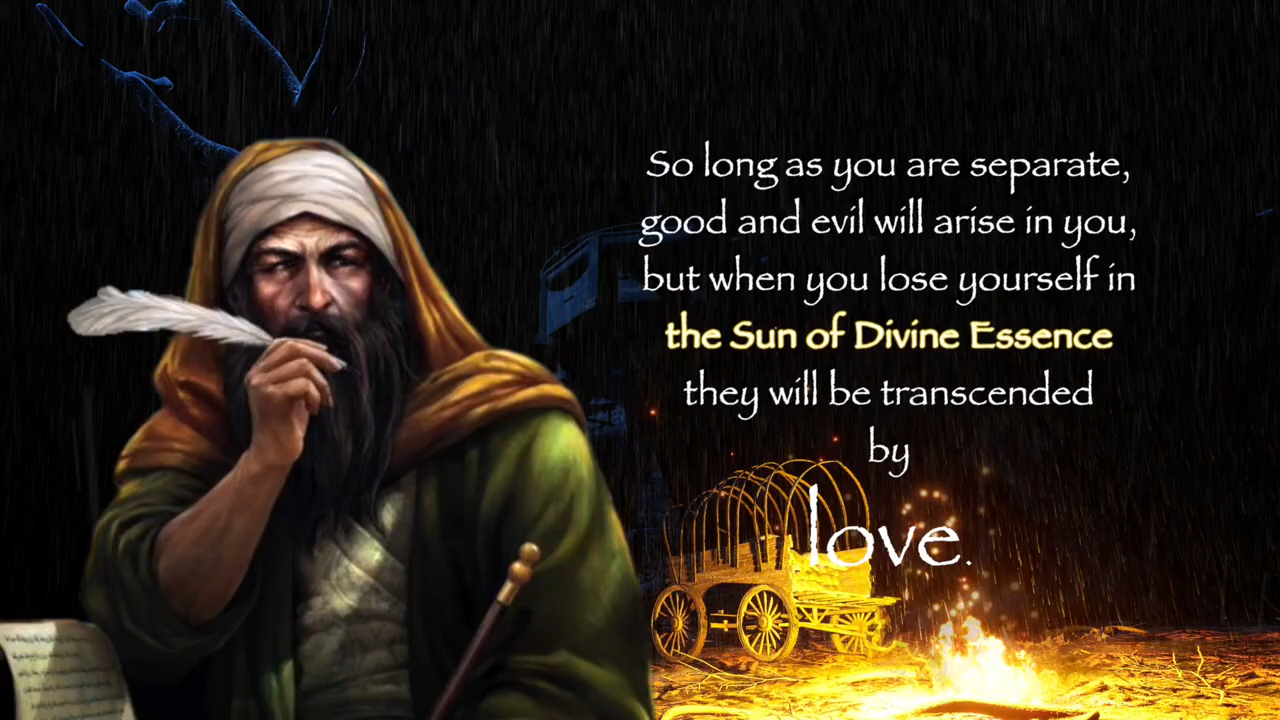 So long as you are separate,
good and evil will arise in you,
but when you lose yourself in
the Sun of Divine Essence
they will be transcended
by
love.